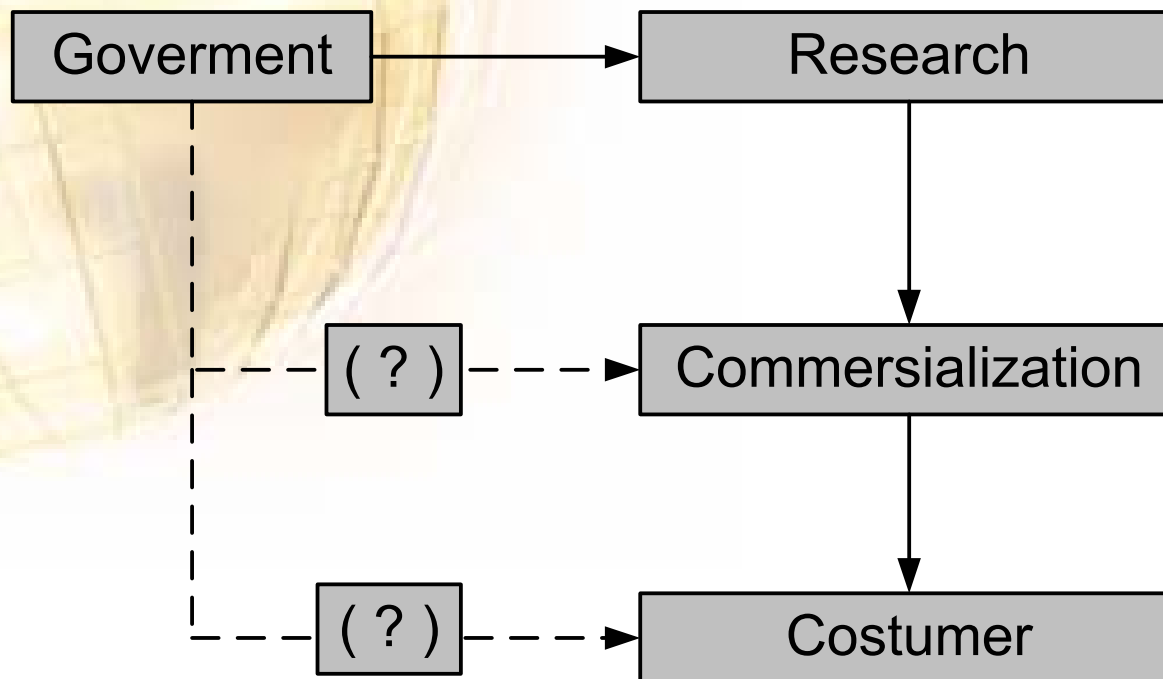 Goverment
Research
( ? )
Commersialization
( ? )
Costumer